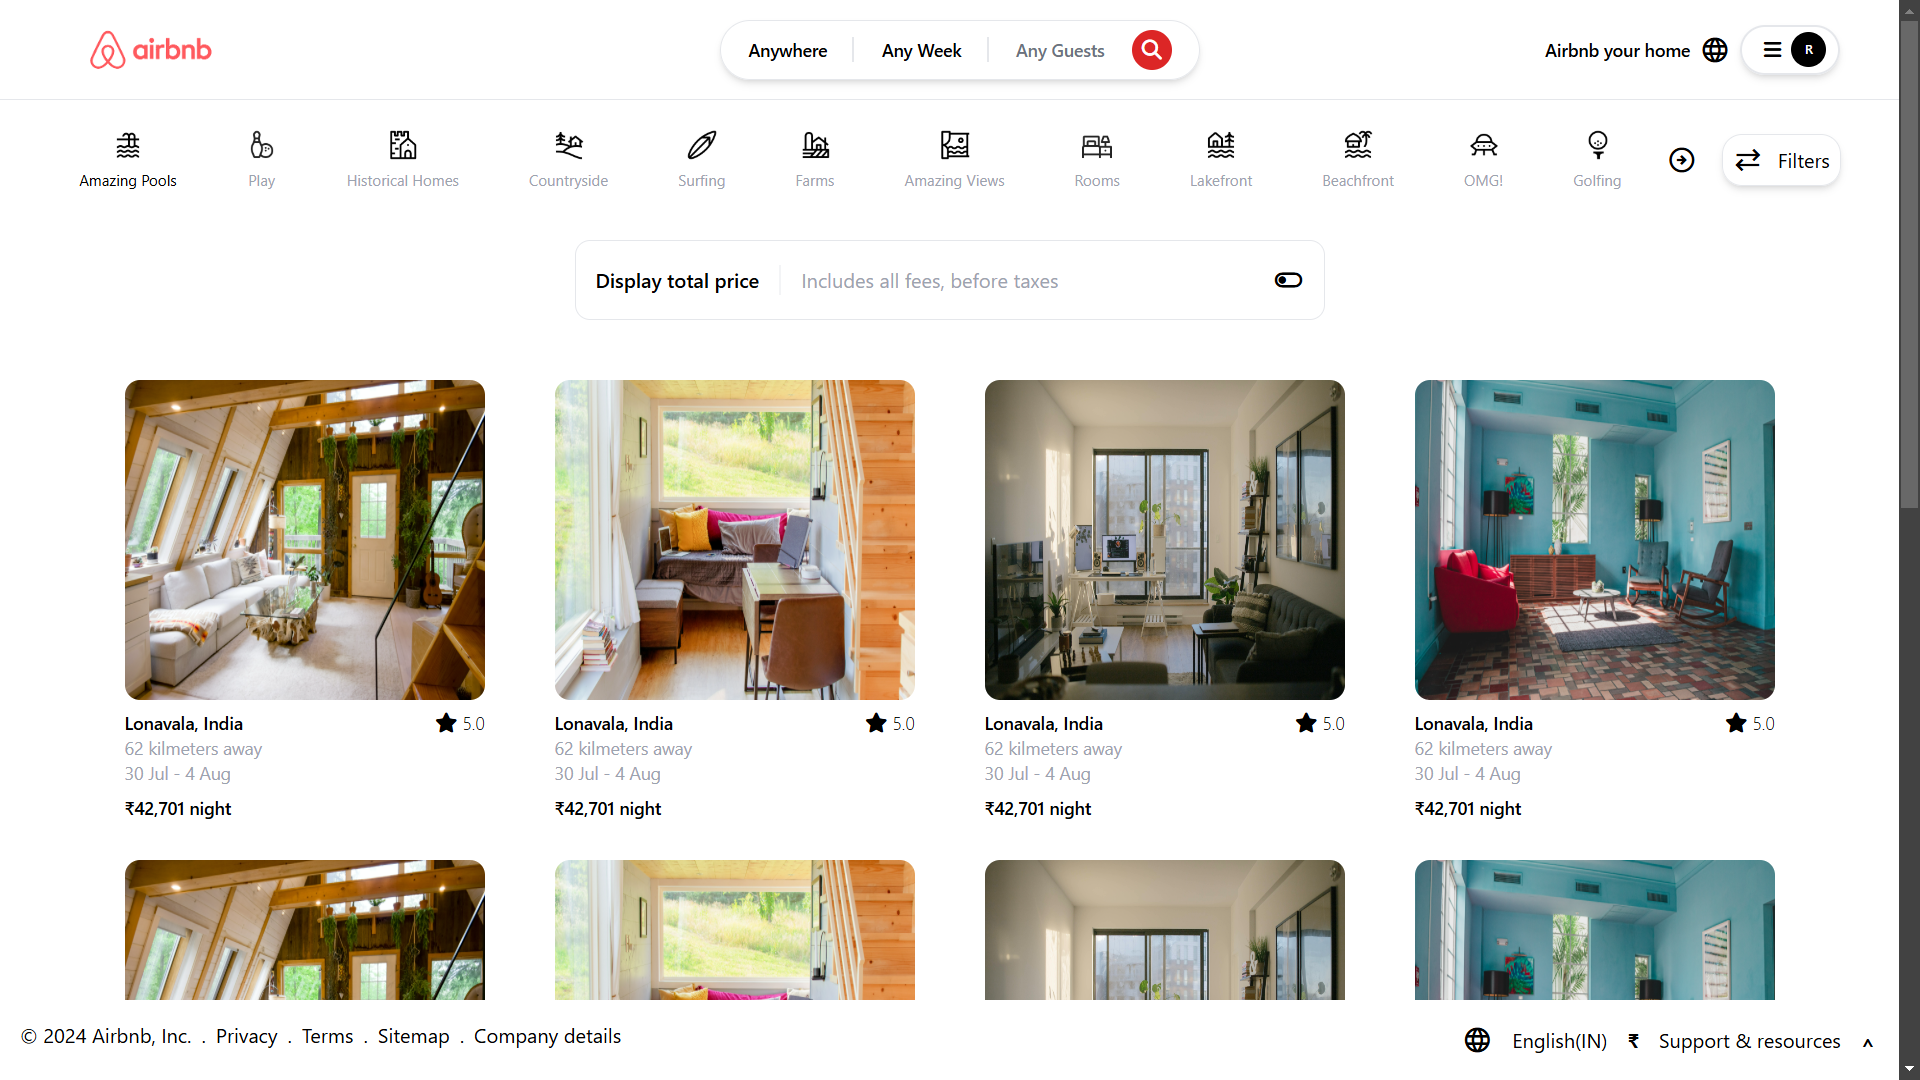 airbnb
Anywhere
Any Week
Any Guests
Airbnb your home
R
Amazing Pools
Play
Historical Homes
Countryside
Surfing
Farms
Amazing Views
Rooms
Lakefront
Beachfront
OMG!
Golfing
Filters
Display total price
Includes all fees, before taxes
Lonavala, India 5.0
62 kilmeters away
30 Jul - 4 Aug
₹42,701 night
Lonavala, India 5.0
62 kilmeters away
30 Jul - 4 Aug
₹42,701 night
Lonavala, India 5.0
62 kilmeters away
30 Jul - 4 Aug
₹42,701 night
Lonavala, India 5.0
62 kilmeters away
30 Jul - 4 Aug
₹42,701 night
© 2024 Airbnb, Inc. . Privacy . Terms . Sitemap . Company details
English(IN) ₹ Support & resources ^